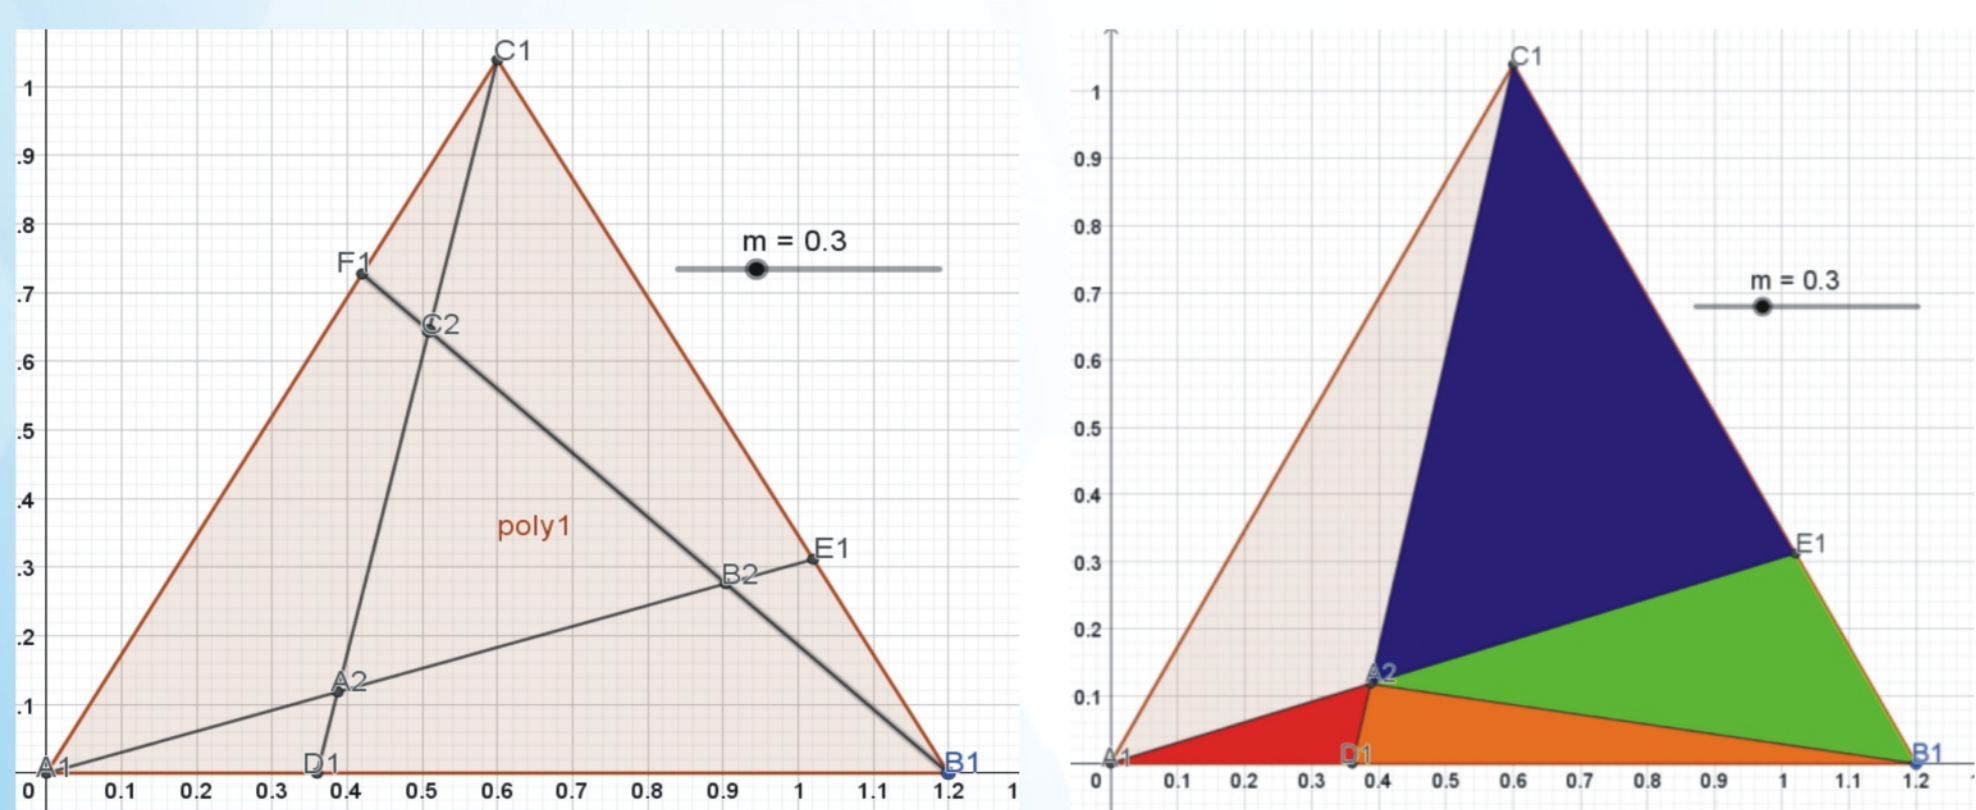 C1
1
.9
.8
F1
m = 0.3
.7
C2
.6
.5
poly1
.4
E1
.3
B2
.2
A2
.1
A1
D1
B1
0 0.1 0.2 0.3 0.4 0.5 0.6 0.7 0.8 0.9 1 1.1 1.2 1
C1
1
0.9
0.8
m = 0.3
0.7
0.6
0.5
0.4
E1
0.3
0.2
A2
0.1
A1
D1
B1
0 0.1 0.2 0.3 0.4 0.5 0.6 0.7 0.8 0.9 1 1.1 1.2